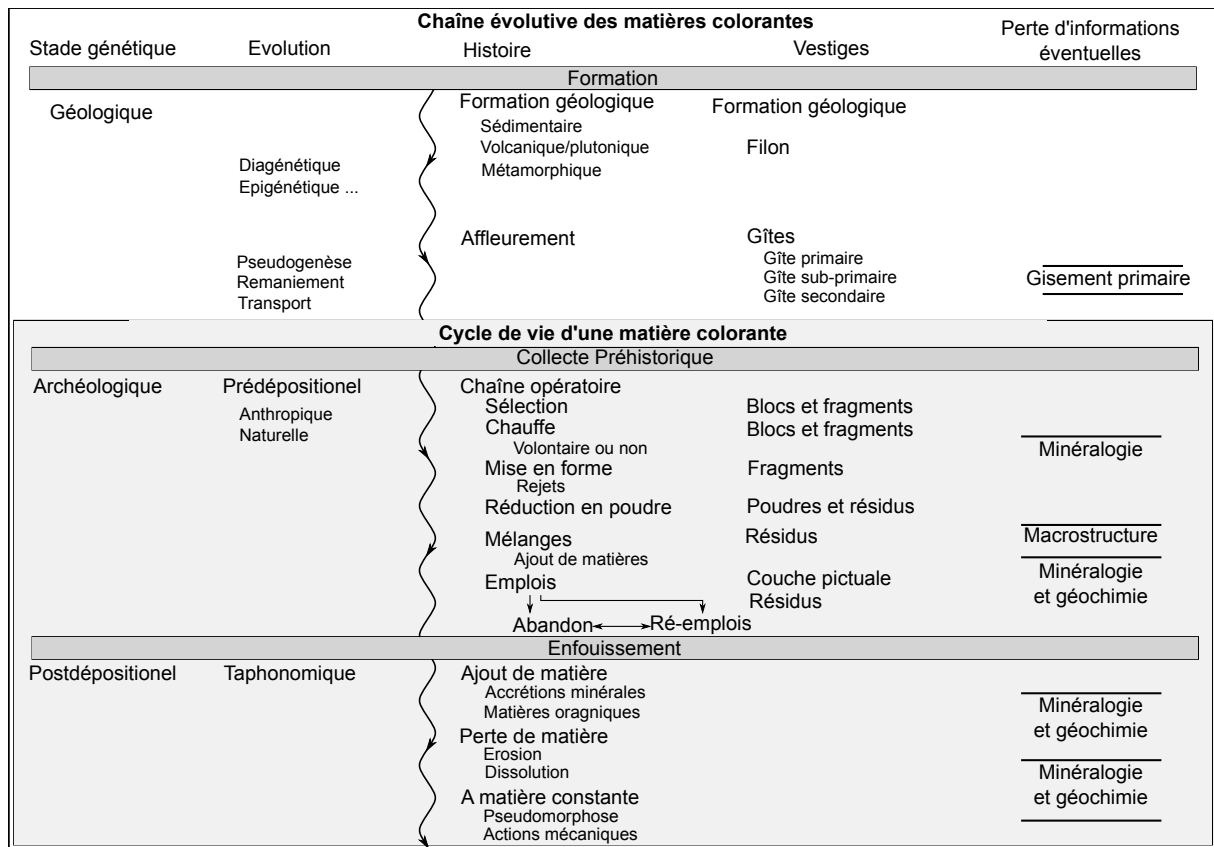 Chaîne évolutive des matières colorantes
Stade génétique Evolution Histoire Vestiges Perte d'informations
éventuelles
Formation
Géologique Formation géologique Formation géologique
Sédimentaire
Volcanique/plutonique Filon
Diagénétique Métamorphique
Epigénétique ...
Affleurement Gîtes
Pseudogenèse Gîte primaire
Remaniement Gîte sub-primaire Gisement primaire
Transport Gîte secondaire
Cycle de vie d'une matière colorante
Collecte Préhistorique
Archéologique Prédépositionel Chaîne opératoire
Anthropique Sélection Blocs et fragments
Naturelle Chauffe Blocs et fragments
Volontaire ou non Minéralogie
Mise en forme Fragments
Rejets
Réduction en poudre Poudres et résidus
Mélanges Résidus Macrostructure
Ajout de matières
Emplois Couche pictuale Minéralogie
Résidus et géochimie
Abandon Ré-emplois
Enfouissement
Postdépositionel Taphonomique Ajout de matière
Accrétions minérales Minéralogie
Matières oragniques et géochimie
Perte de matière
Erosion
Dissolution Minéralogie
A matière constante et géochimie
Pseudomorphose
Actions mécaniques